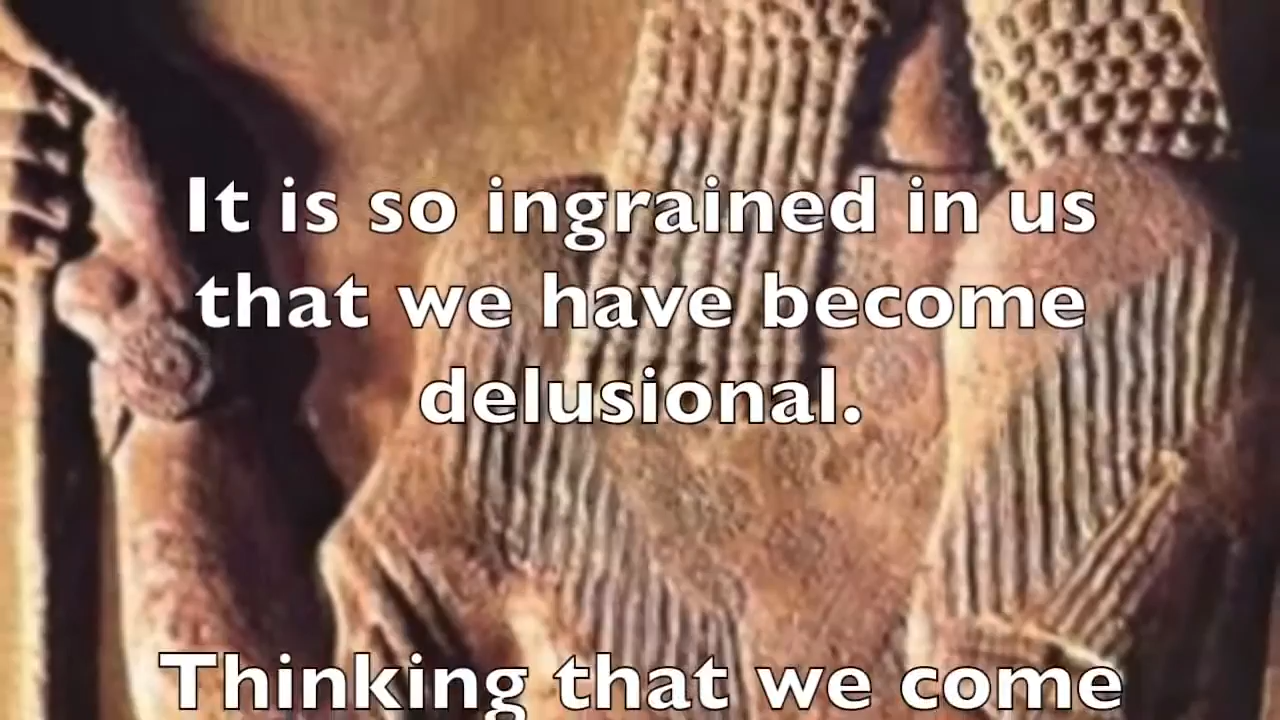 It is so ingrained in us
that we have become
delusional.
Thinking that we come